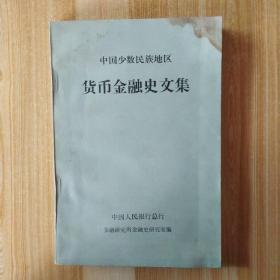 中国少数民族地区
货币金融史文集
中国人民银行总行
金融研究所金融史研究室编